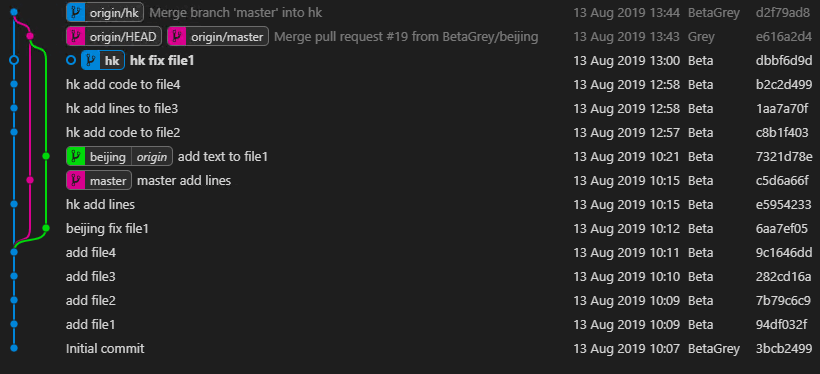 origin/hk Merge branch 'master' into hk 13 Aug 2019 13:44 BetaGrey d2f79ad8
origin/HEAD origin/master Merge pull request #19 from BetaGrey/beijing 13 Aug 2019 13:43 Grey e616a2d4
hk hk fix file1 13 Aug 2019 13:00 Beta dbbf6d9d
hk add code to file4 13 Aug 2019 12:58 Beta b2c2d499
hk add lines to file3 13 Aug 2019 12:58 Beta 1aa7a70f
hk add code to file2 13 Aug 2019 12:57 Beta c8b1f403
beijing origin add text to file1 13 Aug 2019 10:21 Beta 7321d78e
master master add lines 13 Aug 2019 10:15 Beta c5d6a66f
hk add lines 13 Aug 2019 10:15 Beta e5954233
beijing fix file1 13 Aug 2019 10:12 Beta 6aa7ef05
add file4 13 Aug 2019 10:11 Beta 9c1646dd
add file3 13 Aug 2019 10:10 Beta 282cd16a
add file2 13 Aug 2019 10:09 Beta 7b79c6c9
add file1 13 Aug 2019 10:09 Beta 94df032f
Initial commit 13 Aug 2019 10:07 BetaGrey 3bcb2499